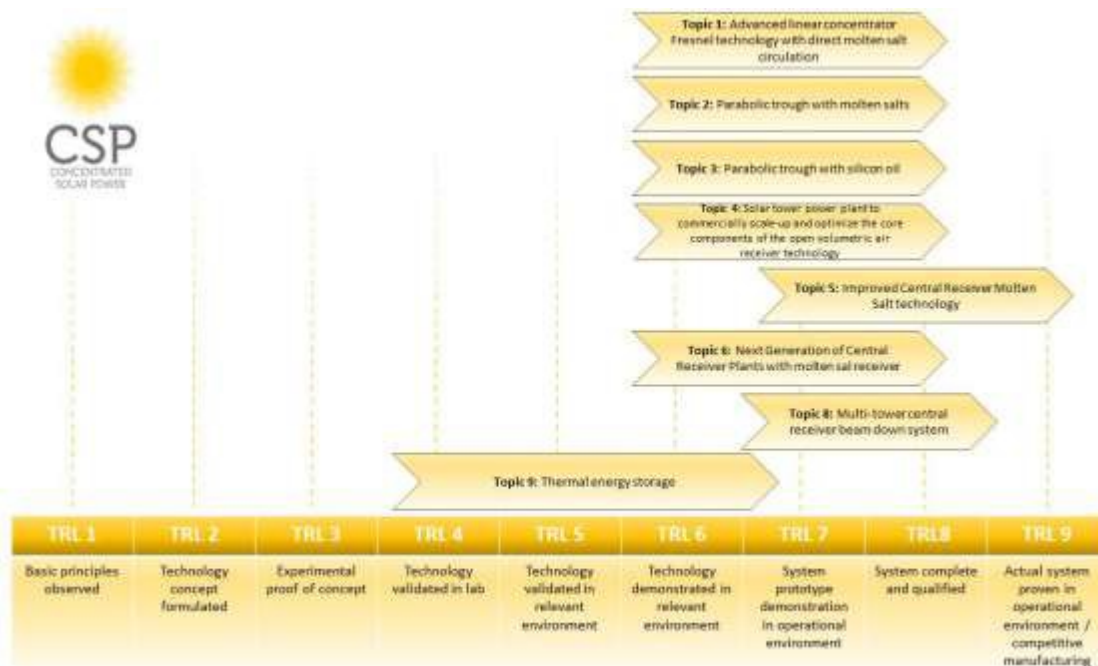 CSP
CONCENTRATED
SOLAR POWER
Topic 1: Advanced linear concentrator
Fresnel technology with direct molten salt
circulation
Topic 2: Parabolic trough with molten salts
Topic 3: Parabolic trough with silicon oil
Topic 4: Solar tower power plant to
commercially scale-up and optimize the core
components of the open volumetric air
receiver technology
Topic 5: Improved Central Receiver Molten
Salt technology
Topic 6: Next Generation of Central
Receiver Plants with molten sal receiver
Topic 8: Multi-tower central
receiver beam down system
Topic 9: Thermal energy storage
TRL 1
TRL 2
TRL 3
TRL 4
TRL 5
TRL 6
TRL 7
TRL8
TRL 9
Basic principles
observed
Technology
concept
formulated
Experimental
proof of concept
Technology
validated in lab
Technology
validated in
relevant
environment
Technology
demonstrated in
relevant
environment
System
prototype
demonstration
in operational
environment
System complete
and qualified
Actual system
proven in
operational
environment /
competitive
manufacturing